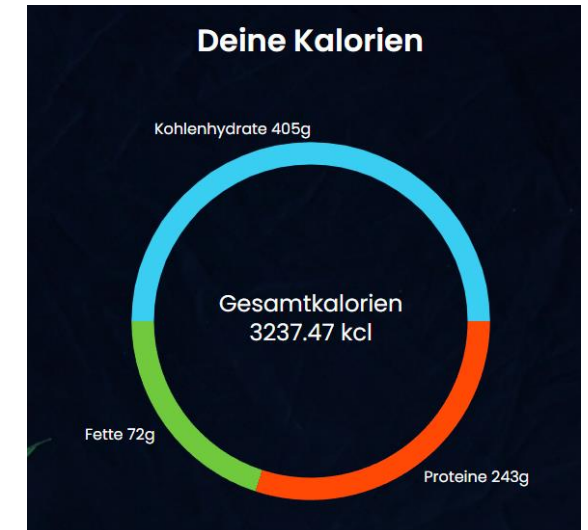 Deine Kalorien
Kohlenhydrate 405g
Gesamtkalorien
3237.47 kcl
Fette 72g
Proteine 243g